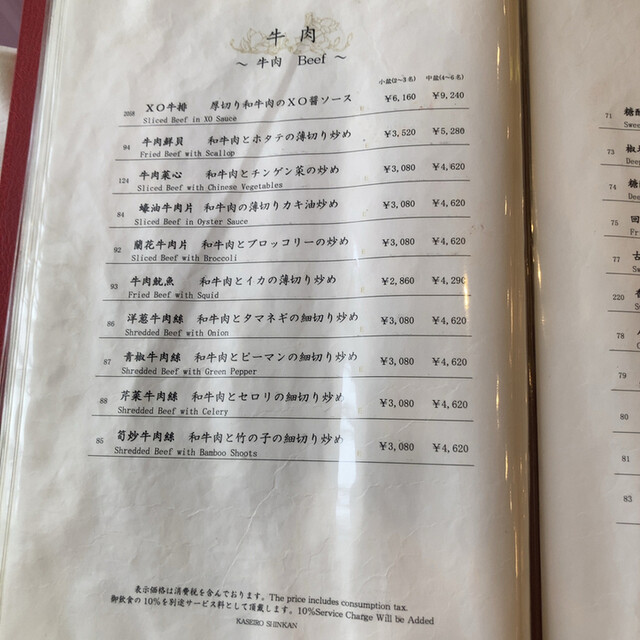 牛 肉
～ 牛肉 Beef ～
小盆(2～3名) 中盆(4～6名)
205B XO牛排 厚切り和牛肉のXO醤ソース ¥6,160 ¥9,240
Sliced Beef in XO Sauce
94 牛肉鮮貝 和牛肉とホタテの薄切り炒め ¥3,520 ¥5,280
Fried Beef with Scallop
124 牛肉菜心 和牛肉とチンゲン菜の炒め ¥3,080 ¥4,620
Sliced Beef with Chinese Vegetables
84 蠔油牛肉片 和牛肉の薄切りカキ油炒め ¥3,080 ¥4,620
Sliced Beef in Oyster Sauce
92 蘭花牛肉片 和牛肉とブロッコリーの炒め ¥3,080 ¥4,620
Sliced Beef with Broccoli
93 牛肉魷魚 和牛肉とイカの薄切り炒め ¥2,860 ¥4,290
Fried Beef with Squid
86 洋葱牛肉絲 和牛肉とタマネギの細切り炒め ¥3,080 ¥4,620
Shredded Beef with Onion
87 青椒牛肉絲 和牛肉とピーマンの細切り炒め ¥3,080 ¥4,620
Shredded Beef with Green Pepper
88 芹菜牛肉絲 和牛肉とセロリの細切り炒め ¥3,080 ¥4,620
Shredded Beef with Celery
85 筍炒牛肉絲 和牛肉と竹の子の細切り炒め ¥3,080 ¥4,620
Shredded Beef with Bamboo Shopts
表示価格は消費税を含んでおります。The price includes consumption tax.
御飲食の10%を別途サービス料として頂戴します。10%Service Charge Will be Added
KASEIRO SHINKAN
71 糖
Swee
73 椒
Deep
74 糖
Deep
75 回
Fri
77 古
Swe
220
78
79
80
81
83